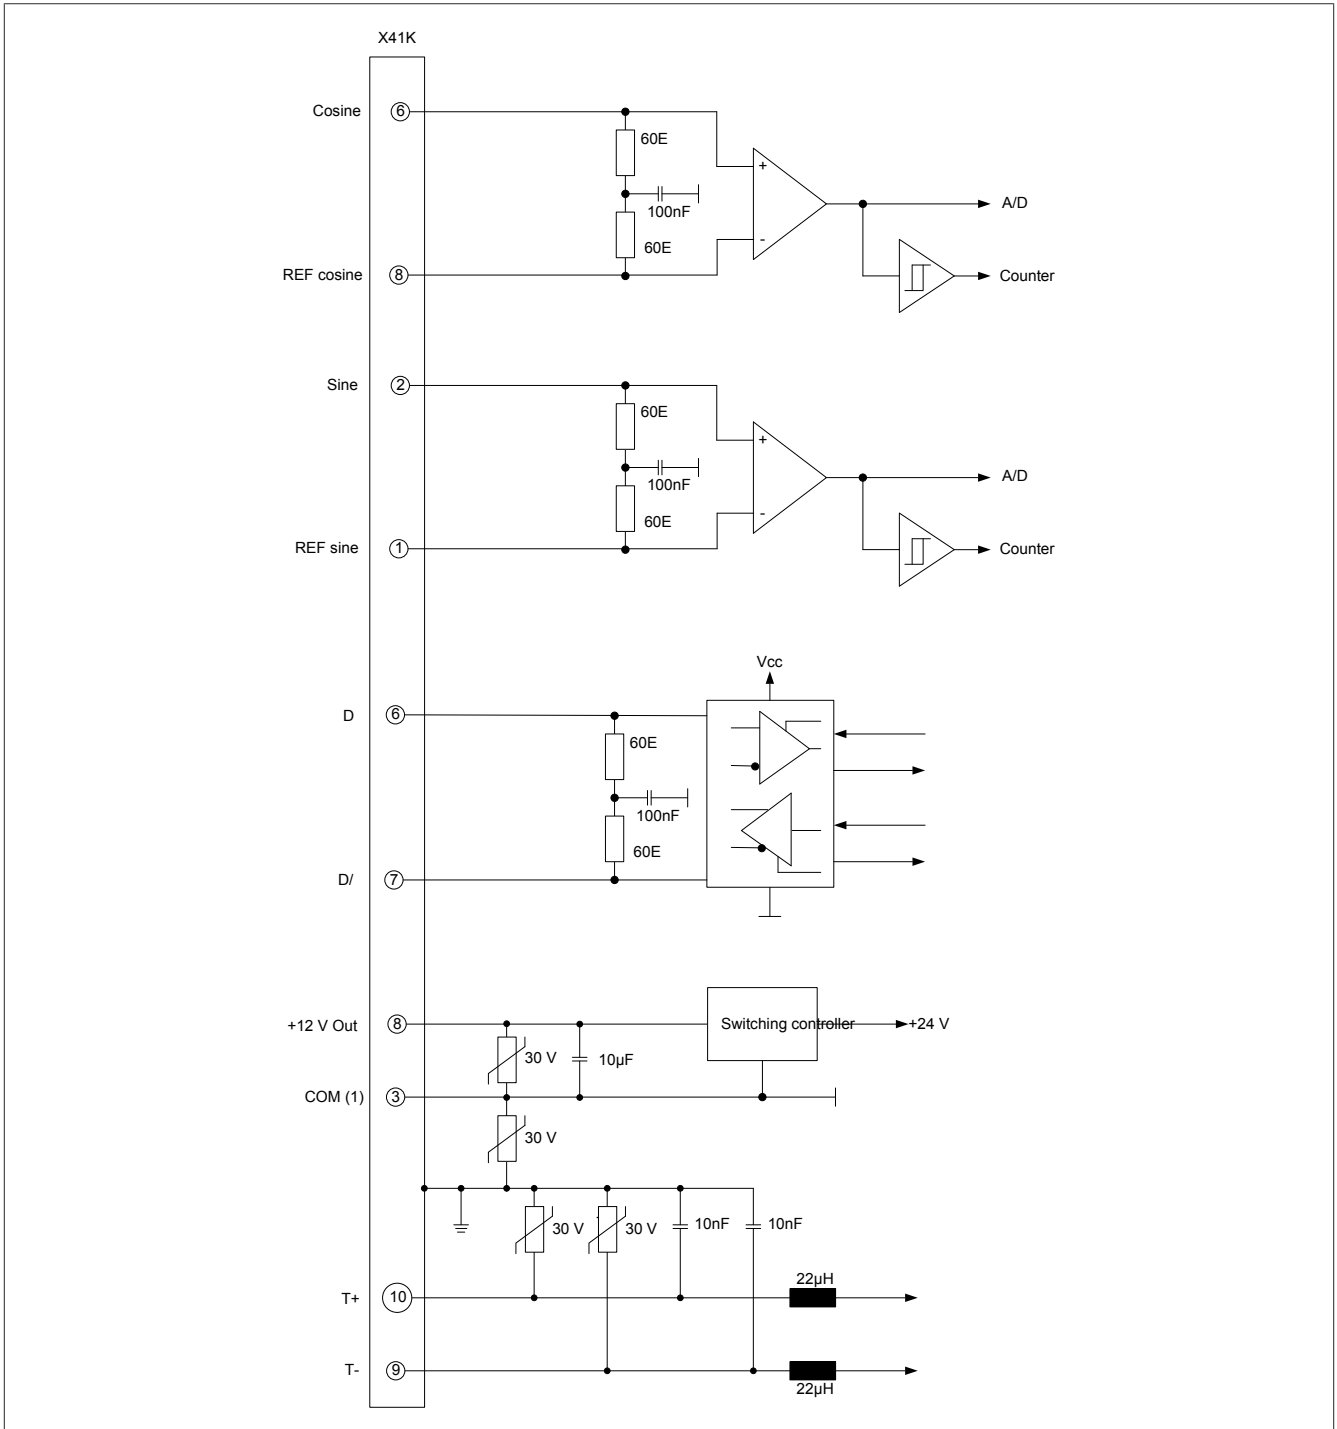 X41K
Cosine
6
60E
+
100nF
A/D
-
60E
REF cosine
8
Counter
Sine
2
60E
+
100nF
A/D
-
60E
REF sine
1
Counter
Vcc
D
6
60E
100nF
60E
D/
7
+12 V Out
8
Switching controller
+24 V
30 V
10µF
COM (1)
3
30 V
30 V
30 V
10nF
10nF
22µH
T+
10
T-
9
22µH